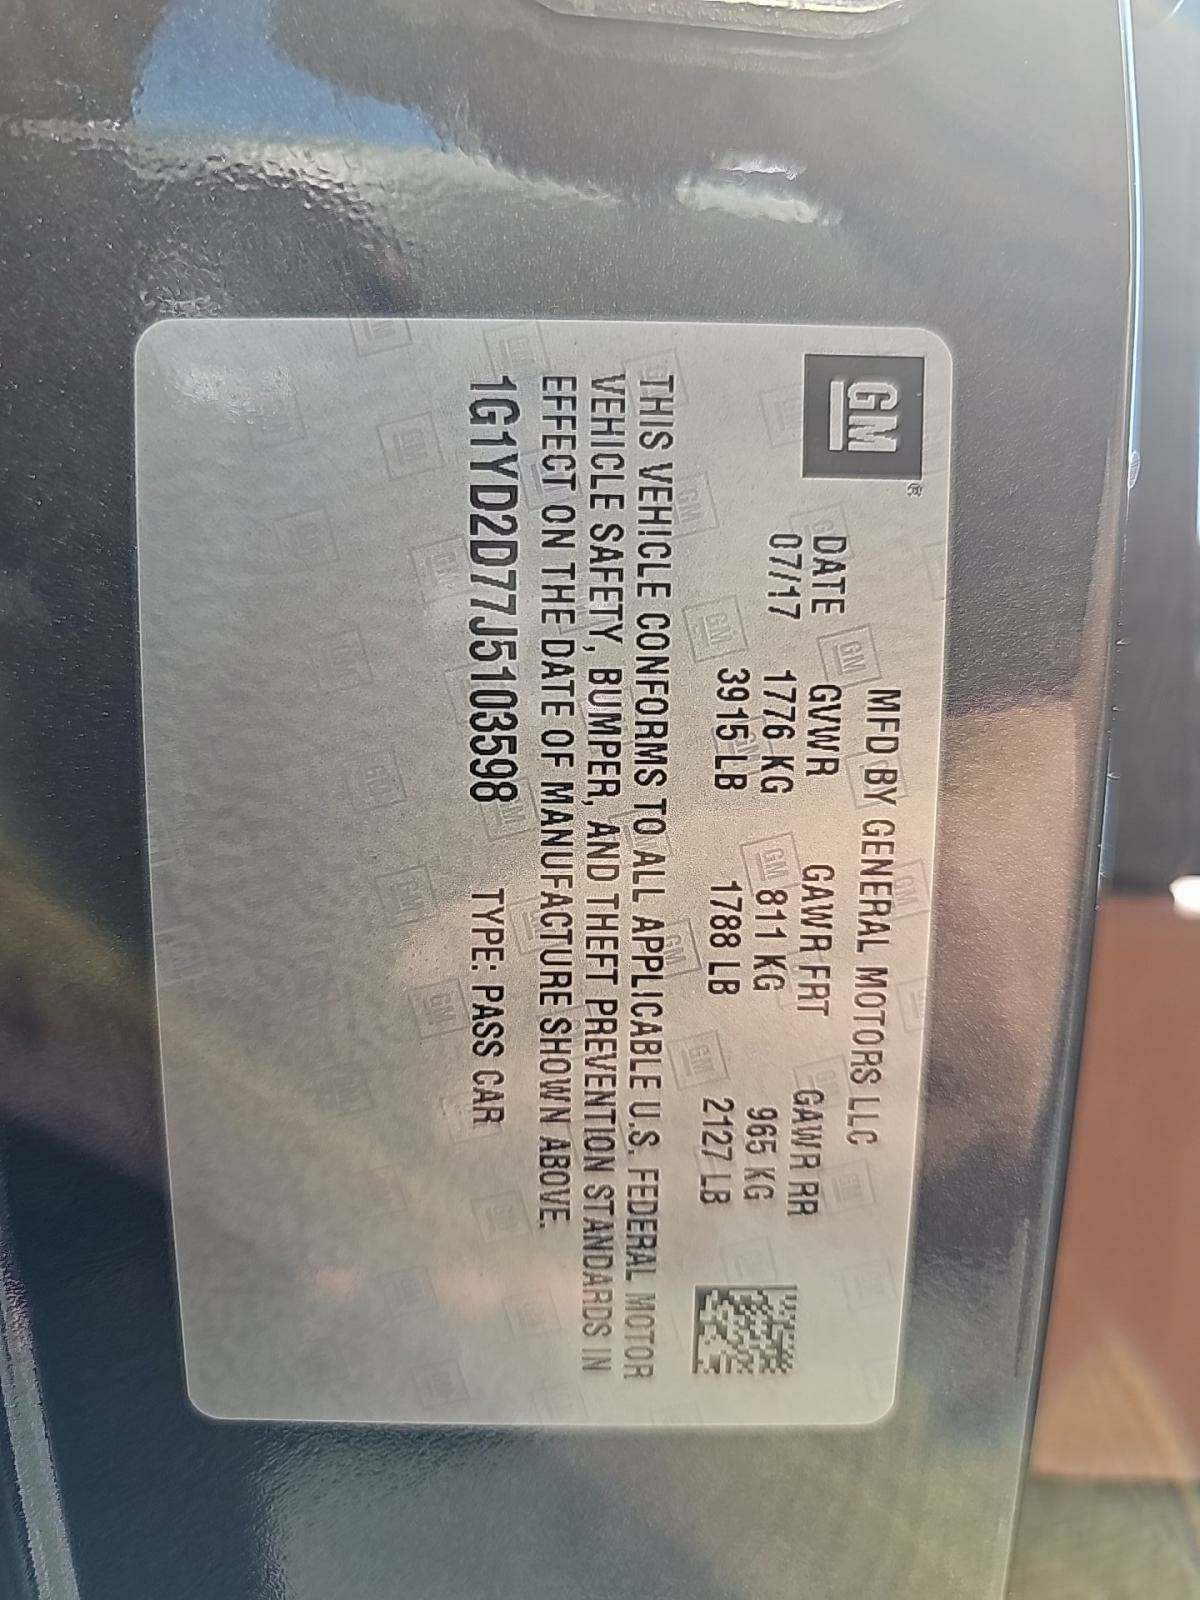 GM®
MFD BY GENERAL MOTORS LLC
DATE GVWR GAWR FRT GAWR RR
07/17 1776 KG 811 KG 965 KG
3915 LB 1788 LB 2127 LB
THIS VEHICLE CONFORMS TO ALL APPLICABLE U.S. FEDERAL MOTOR
VEHICLE SAFETY, BUMPER, AND THEFT PREVENTION STANDARDS IN
EFFECT ON THE DATE OF MANUFACTURE SHOWN ABOVE.
1G1YD2D77J5103598 TYPE: PASS CAR